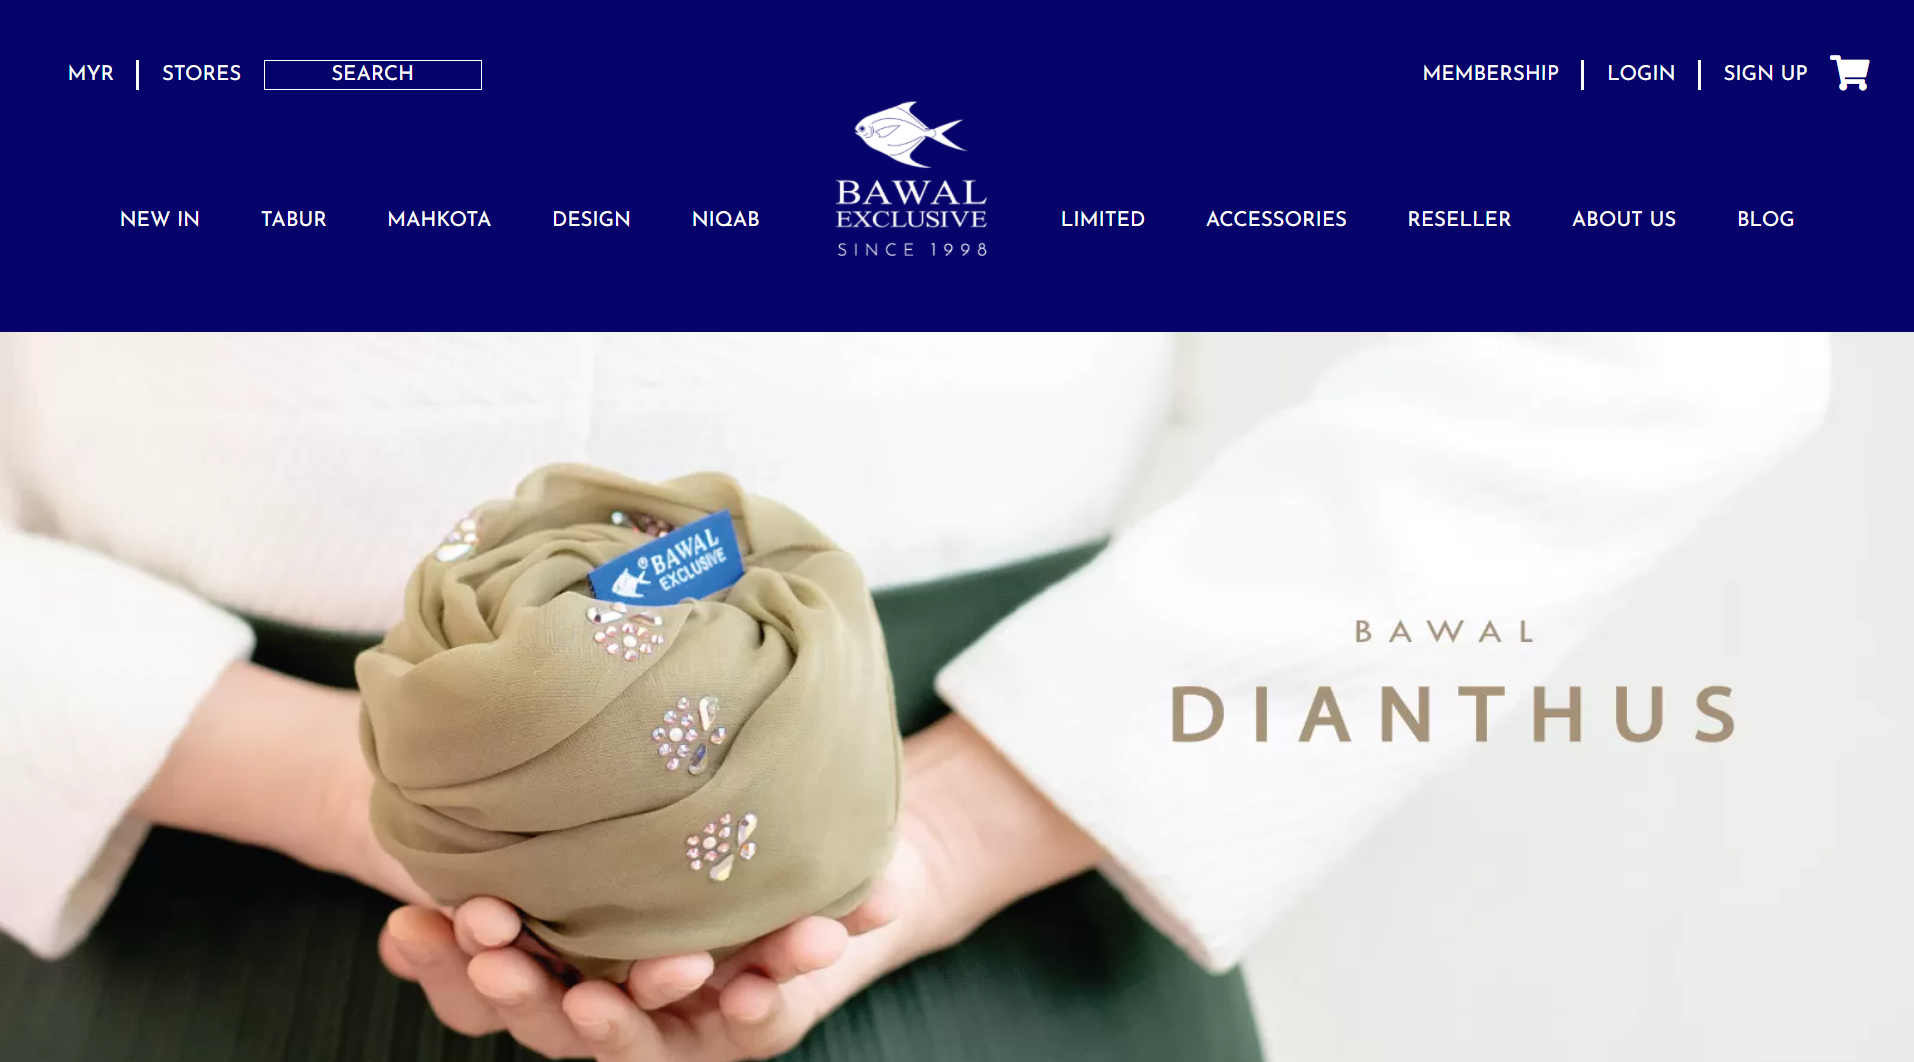 MYR
STORES
SEARCH
MEMBERSHIP
LOGIN
SIGN UP
NEW IN
TABUR
MAHKOTA
DESIGN
NIQAB
BAWAL
EXCLUSIVE
SINCE 1998
LIMITED
ACCESSORIES
RESELLER
ABOUT US
BLOG
®BAWAL
EXCLUSIVE
BAWAL
DIANTHUS